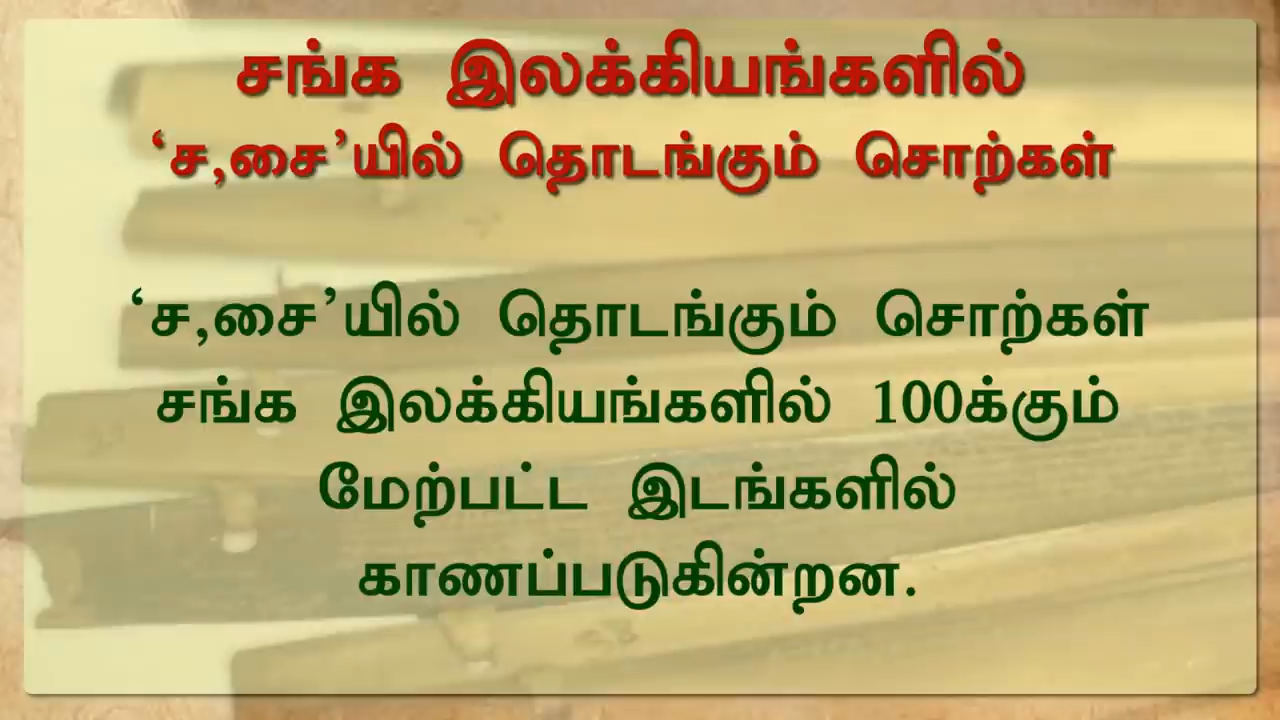 சங்க இலக்கியங்களில்
‘ச,சை’யில் தொடங்கும் சொற்கள்
‘ச,சை’யில் தொடங்கும் சொற்கள்
சங்க இலக்கியங்களில் 100க்கும்
மேற்பட்ட இடங்களில்
காணப்படுகின்றன.